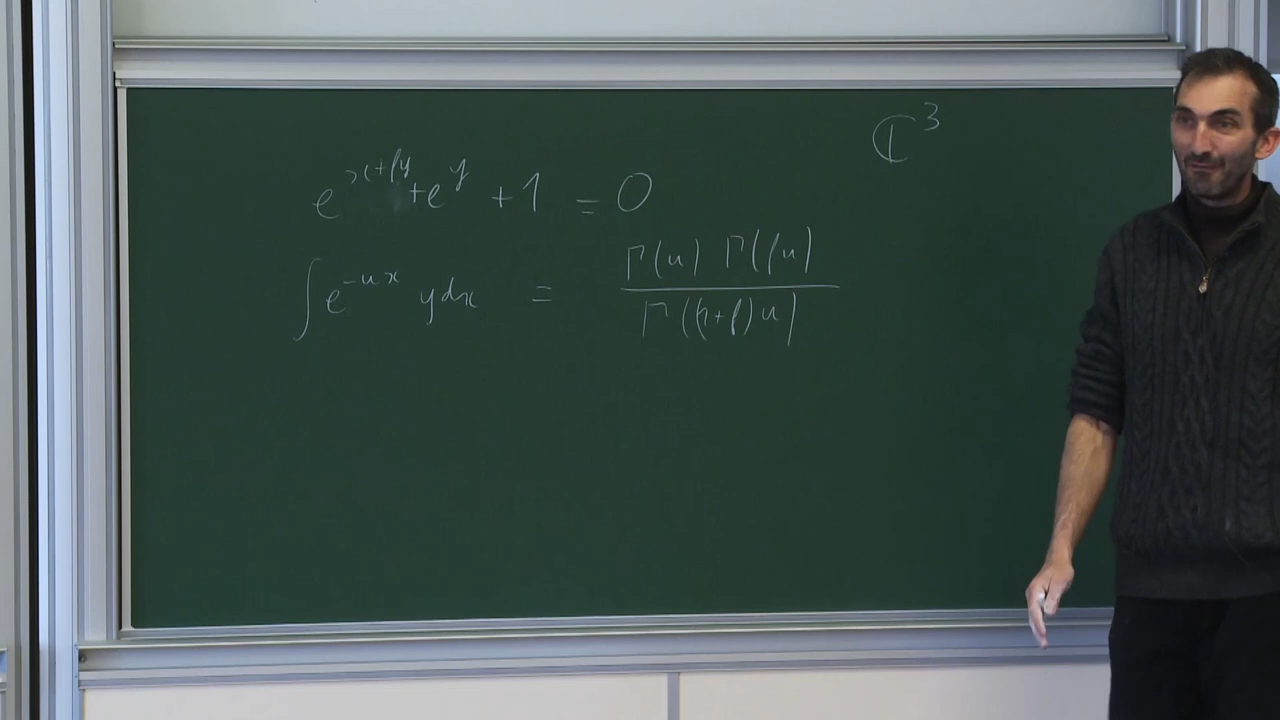 ℂ³
e^{x+fy} + e^y + 1 = 0
∫ e^{-ux} y dx = Γ(u) Γ(fu) / Γ((1+f)u)